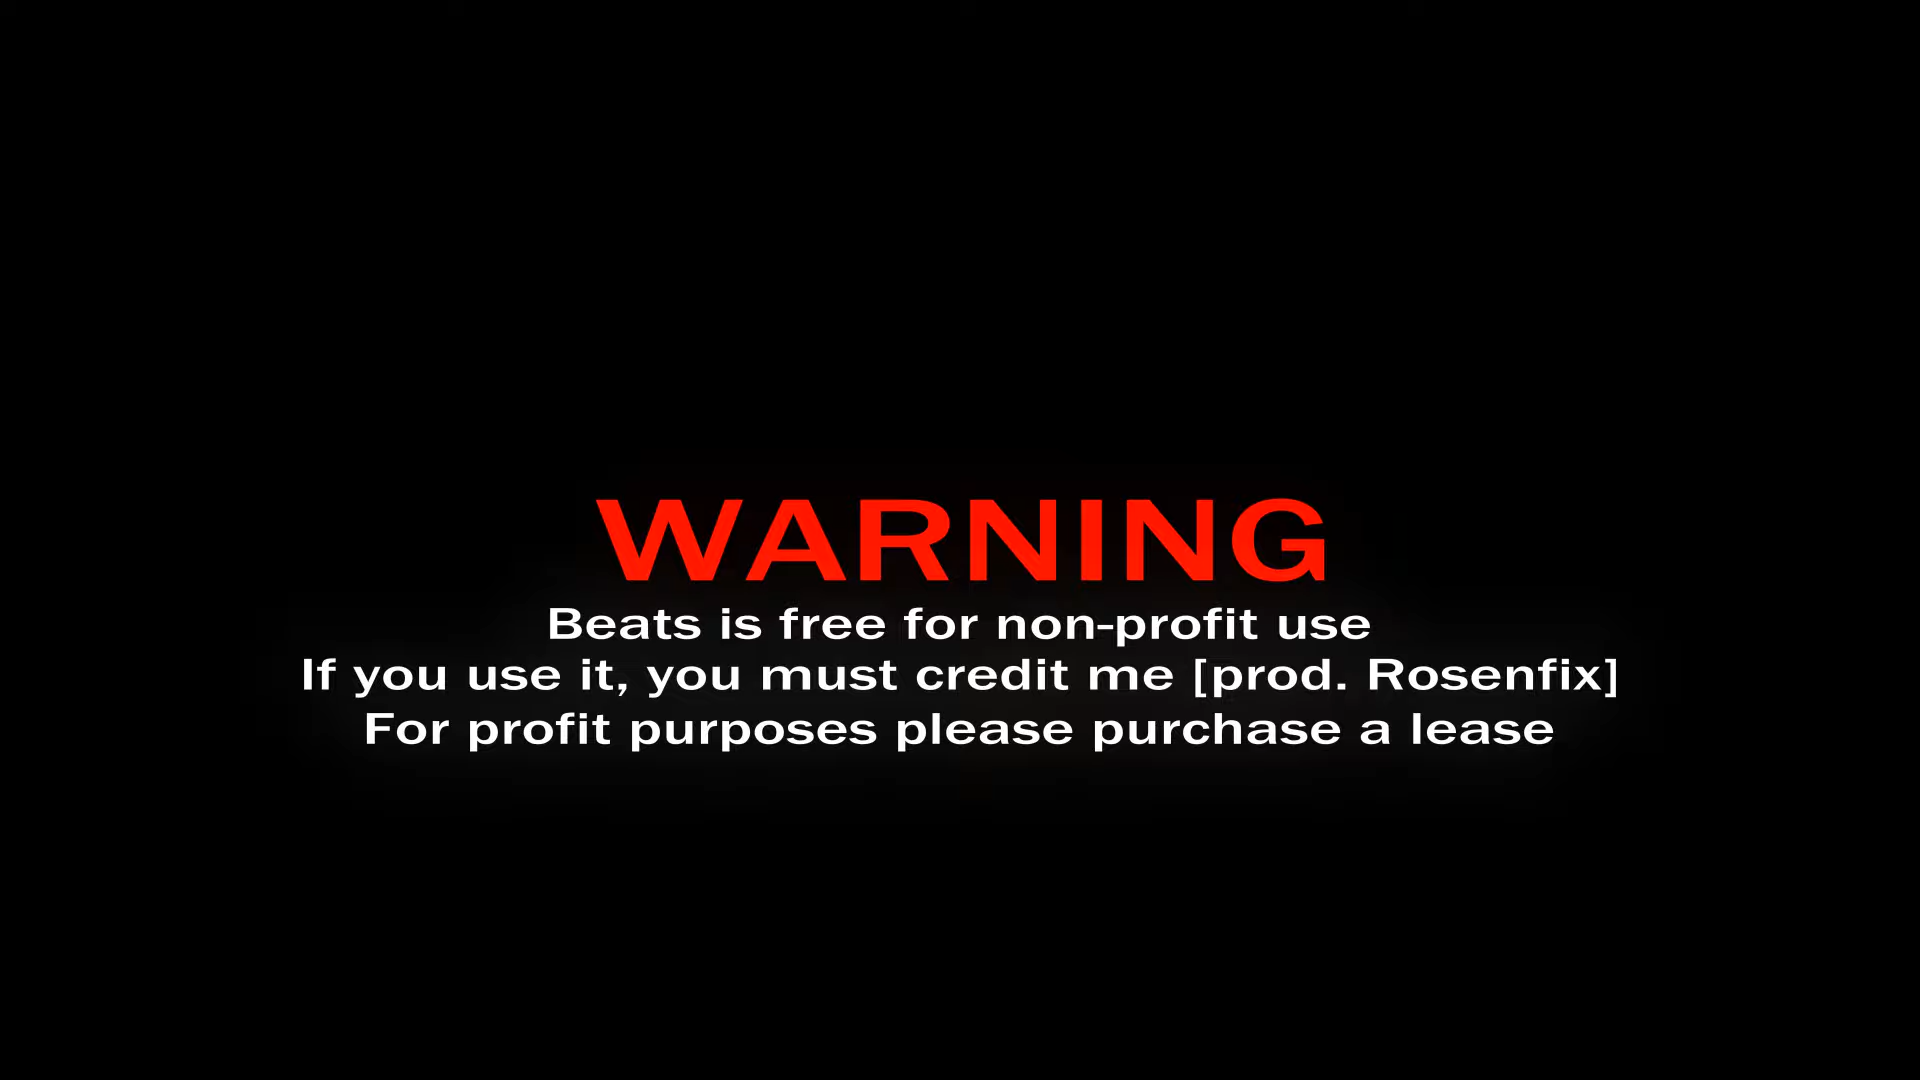 WARNING
Beats is free for non-profit use
If you use it, you must credit me [prod. Rosenfix]
For profit purposes please purchase a lease